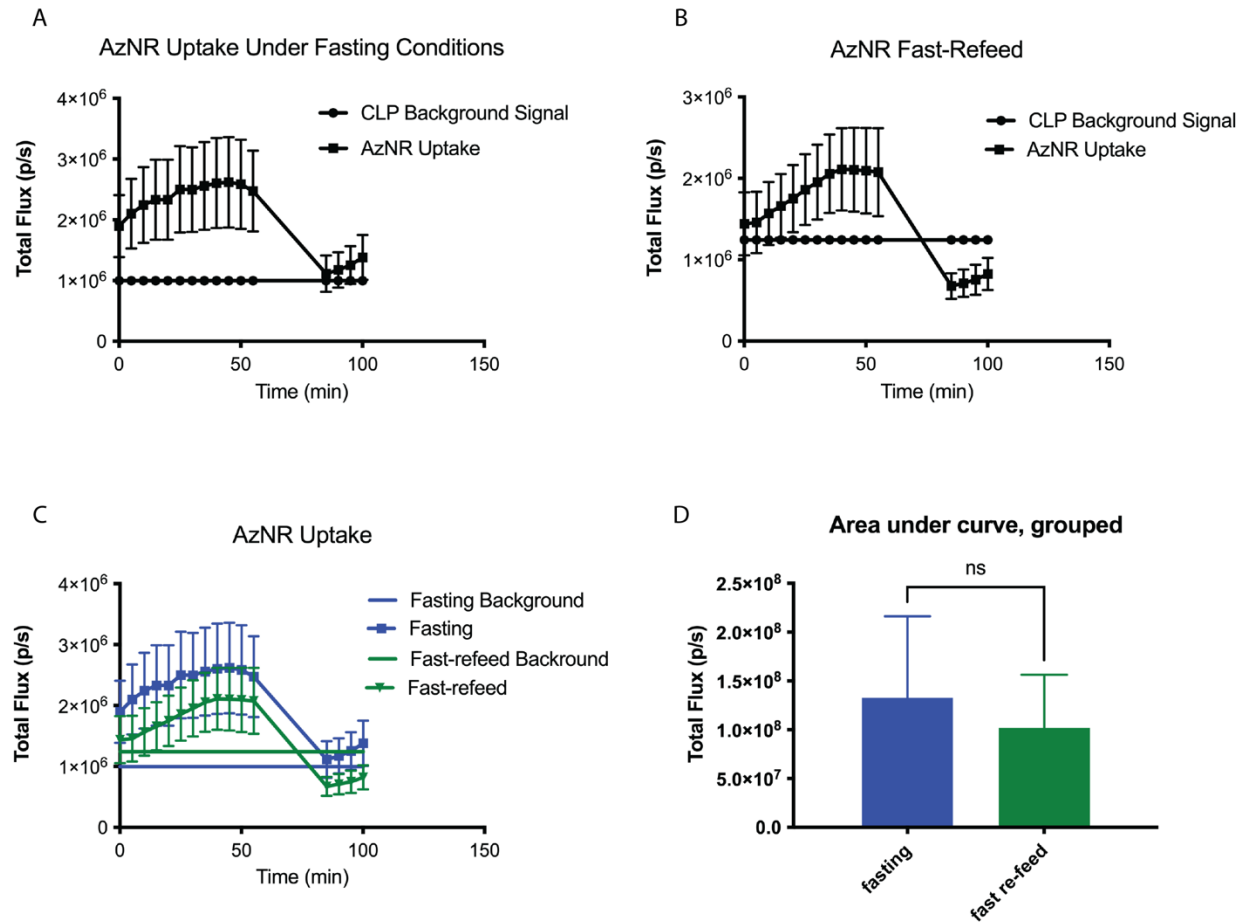 A
AzNR Uptake Under Fasting Conditions
4×10⁶
3×10⁶
2×10⁶
1×10⁶
0
Total Flux (p/s)
CLP Background Signal
AzNR Uptake
0 50 100 150
Time (min)
B
AzNR Fast-Refeed
3×10⁶
2×10⁶
1×10⁶
0
Total Flux (p/s)
CLP Background Signal
AzNR Uptake
0 50 100 150
Time (min)
C
AzNR Uptake
4×10⁶
3×10⁶
2×10⁶
1×10⁶
0
Total Flux (p/s)
Fasting Background
Fasting
Fast-refeed Backround
Fast-refeed
0 50 100 150
Time (min)
D
Area under curve, grouped
ns
2.5×10⁸
2.0×10⁸
1.5×10⁸
1.0×10⁸
5.0×10⁷
0.0
Total Flux (p/s)
fasting
fast re-feed